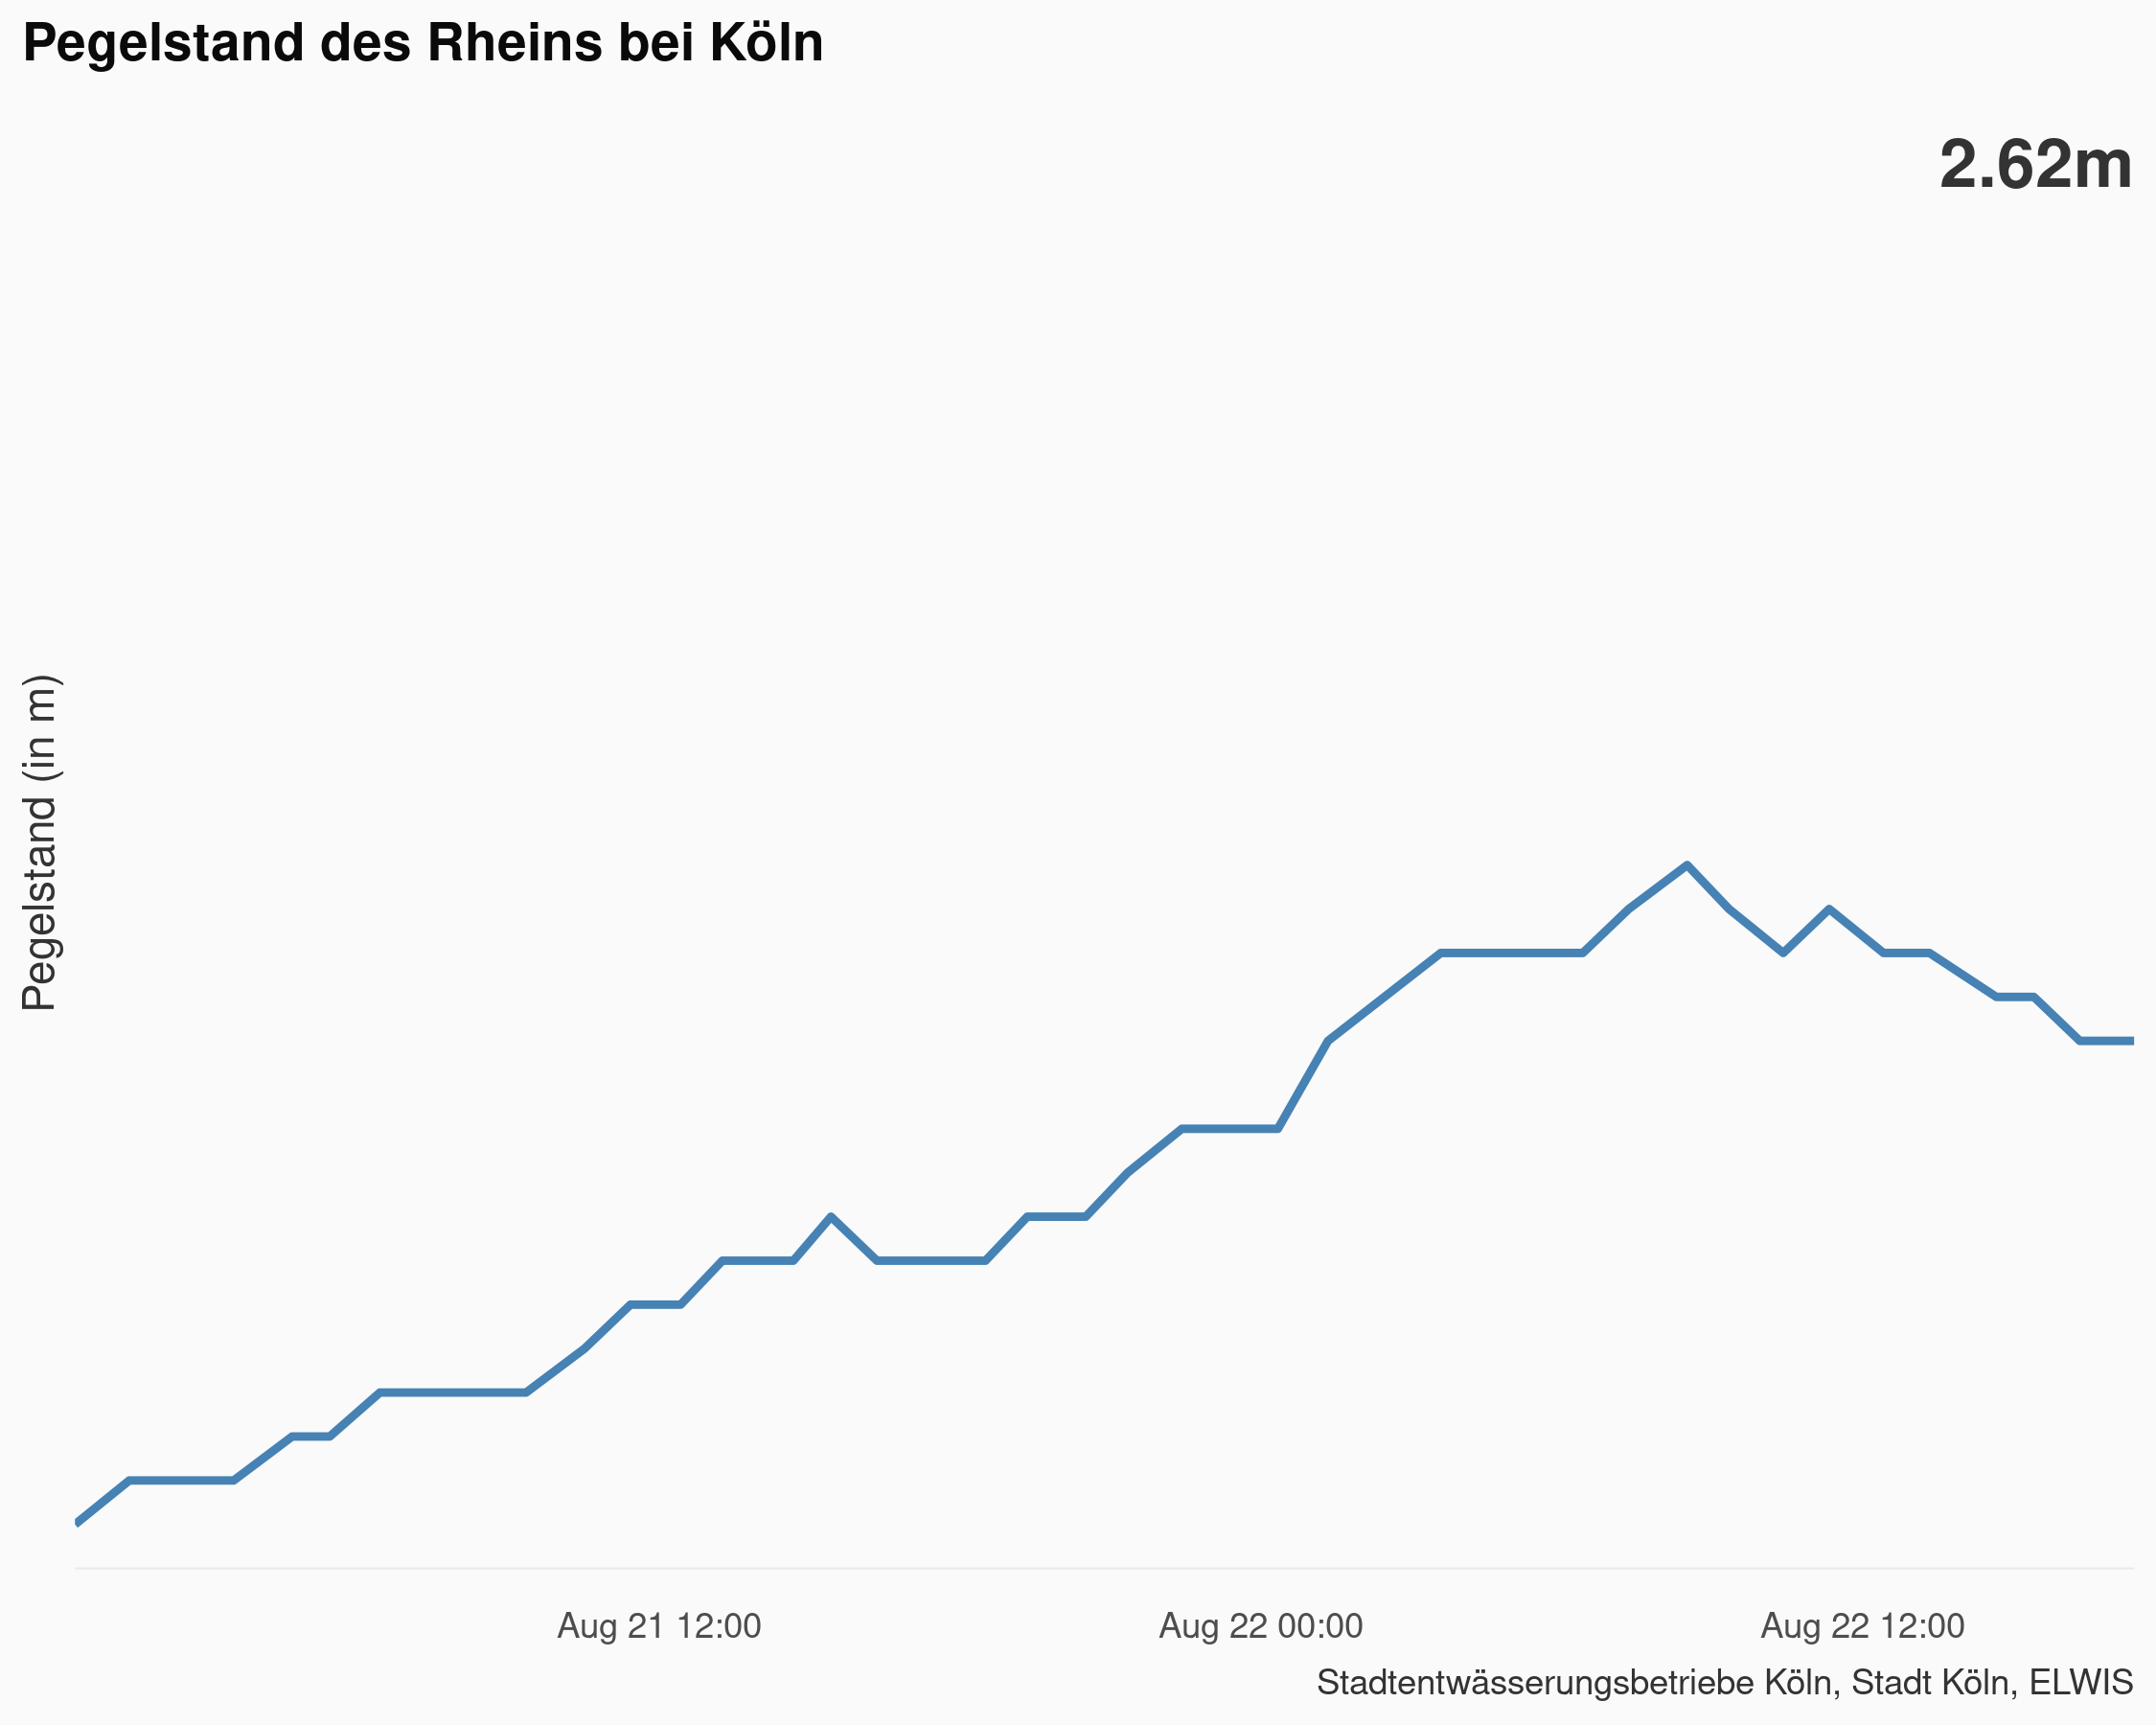 Pegelstand des Rheins bei Köln
2.62m
Pegelstand (in m)
Aug 21 12:00 Aug 22 00:00 Aug 22 12:00
Stadtentwässerungsbetriebe Köln, Stadt Köln, ELWIS